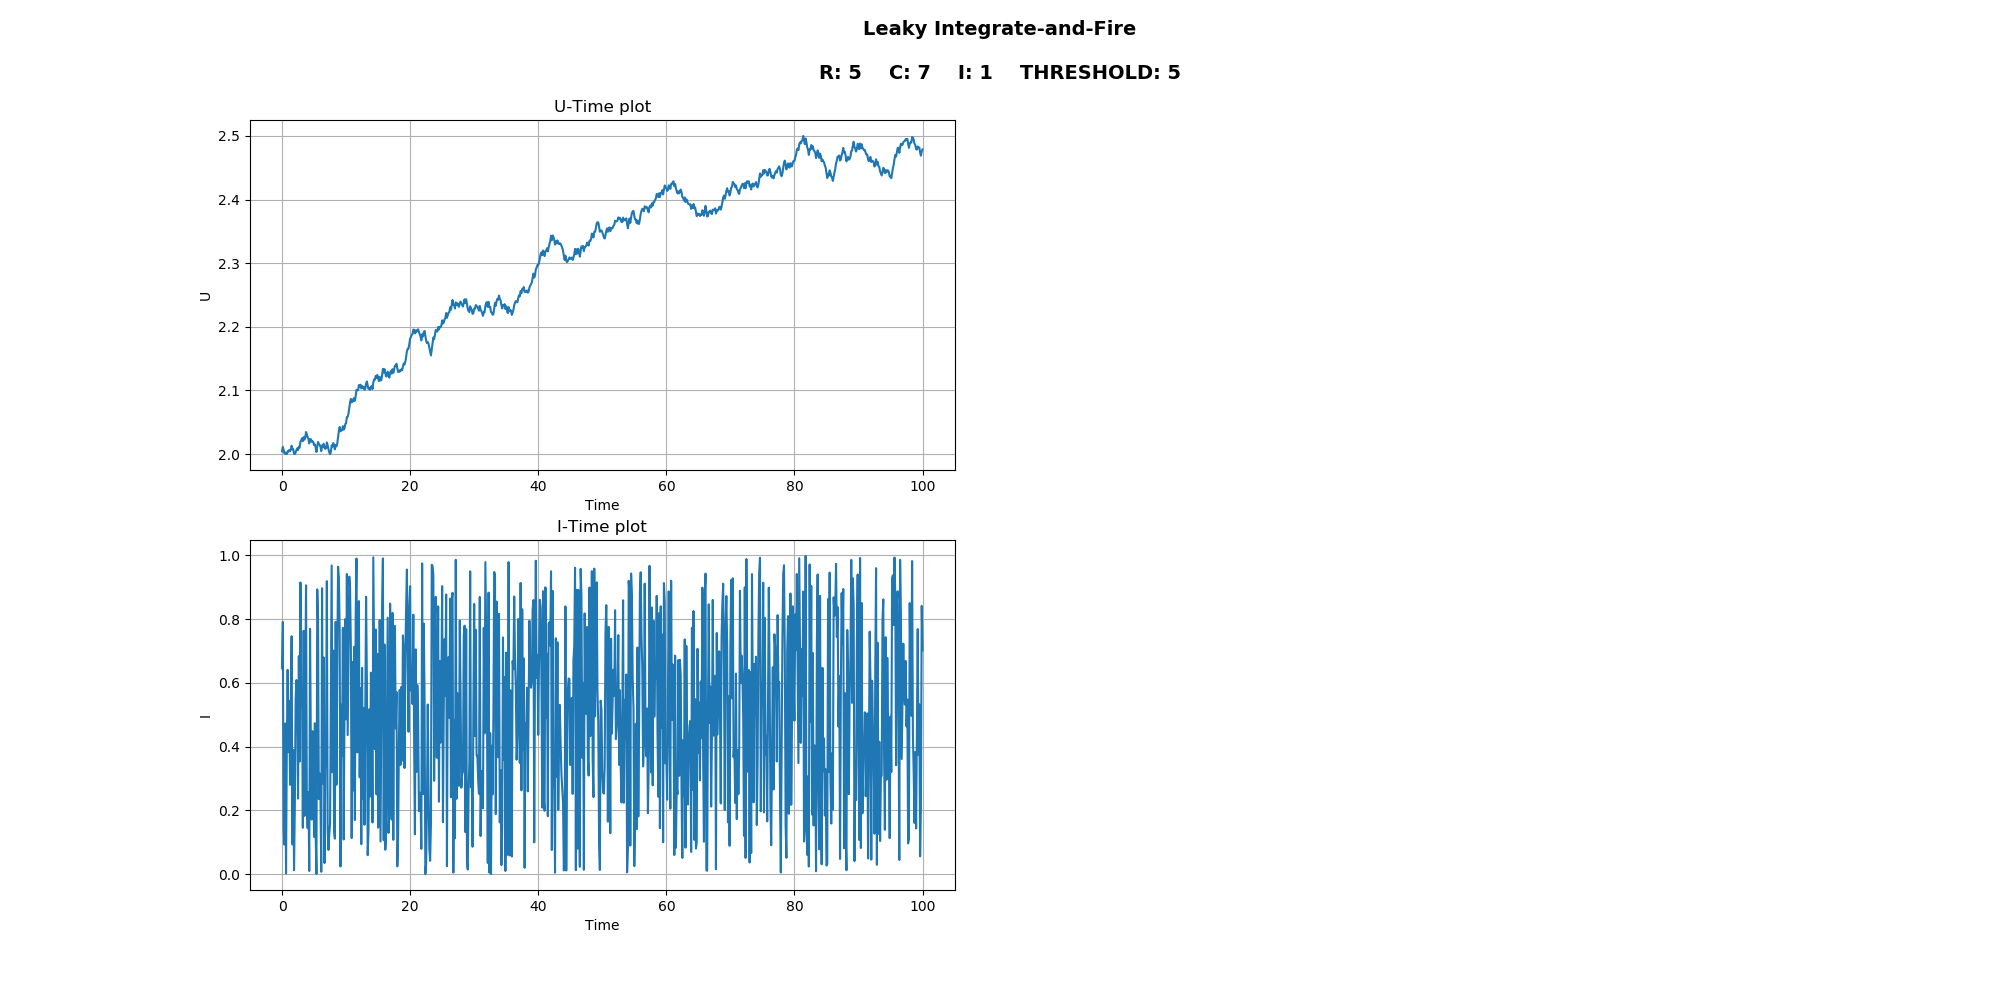 Leaky Integrate-and-Fire
R: 5    C: 7    I: 1    THRESHOLD: 5
U-Time plot
2.5
2.4
2.3
2.2
2.1
2.0
U
0 20 40 60 80 100
Time
I-Time plot
1.0
0.8
0.6
0.4
0.2
0.0
I
0 20 40 60 80 100
Time